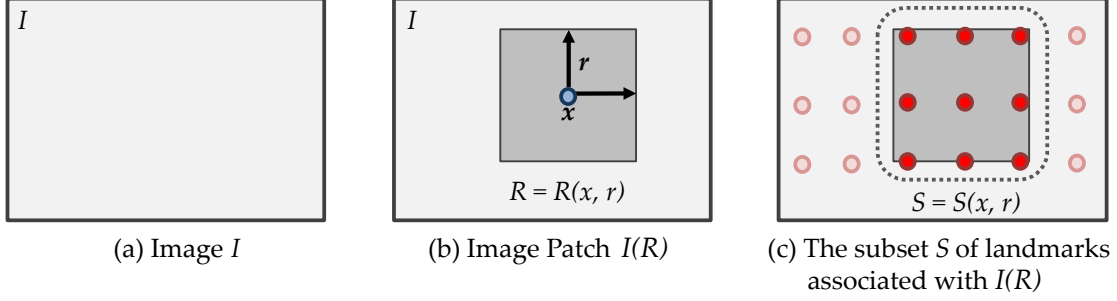 I
I
r
x
R = R(x, r)
S = S(x, r)
(a) Image I
(b) Image Patch I(R)
(c) The subset S of landmarks
associated with I(R)